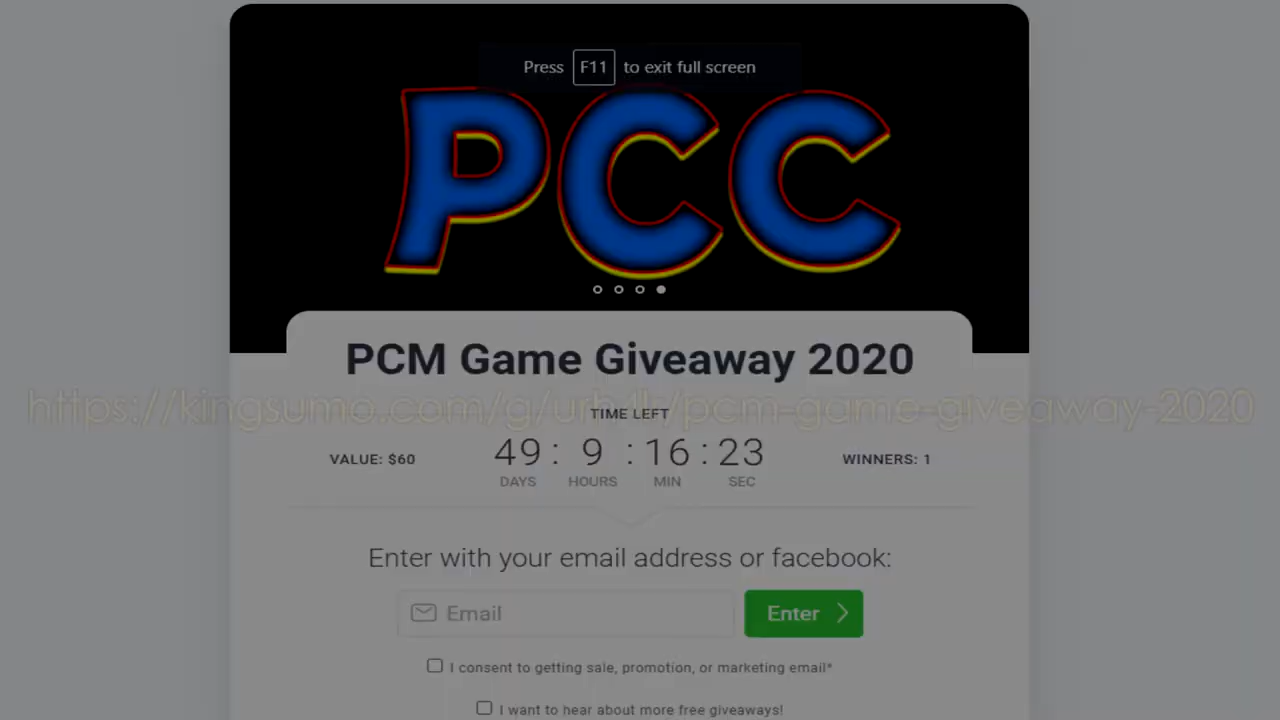 Press F11 to exit full screen
PCC
PCM Game Giveaway 2020
https://kingsumo.com/g/urh4k/pcm-game-giveaway-2020
TIME LEFT
VALUE: $60
49 : 9 : 16 : 23
WINNERS: 1
DAYS HOURS MIN SEC
Enter with your email address or facebook:
Email
Enter
I consent to getting sale, promotion, or marketing email*
I want to hear about more free giveaways!